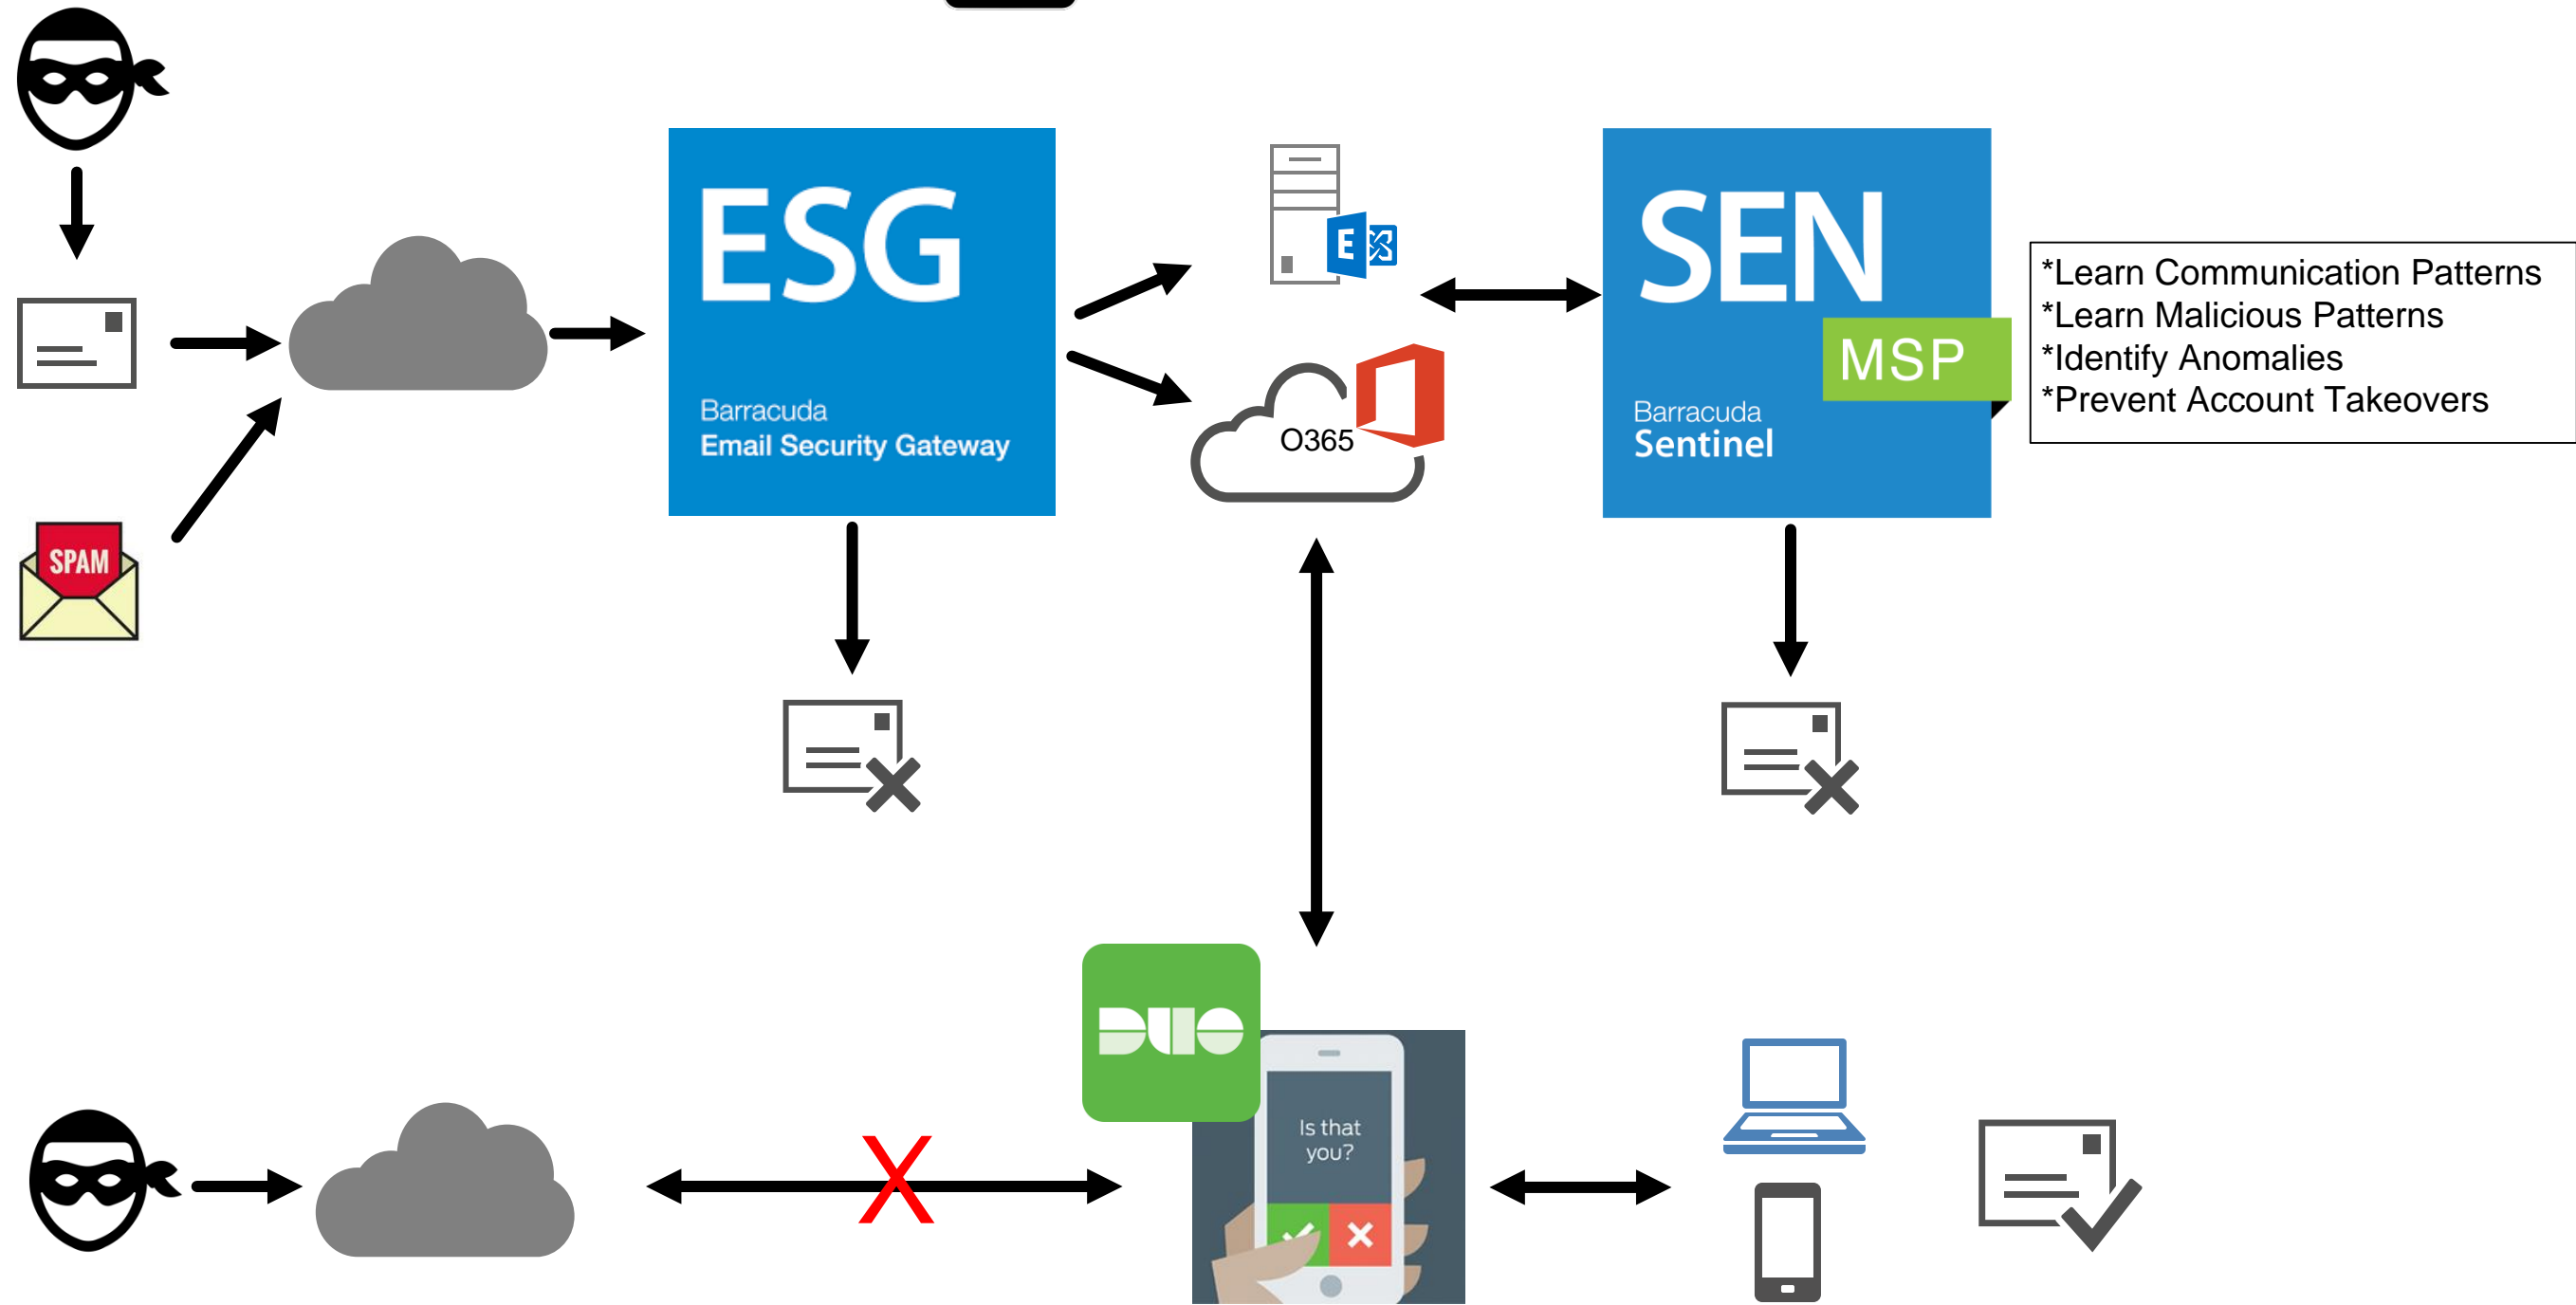 ESG
Barracuda
Email Security Gateway
E
O365
SEN
MSP
Barracuda
Sentinel
*Learn Communication Patterns
*Learn Malicious Patterns
*Identify Anomalies
*Prevent Account Takeovers
SPAM
DUO
Is that
you?
X